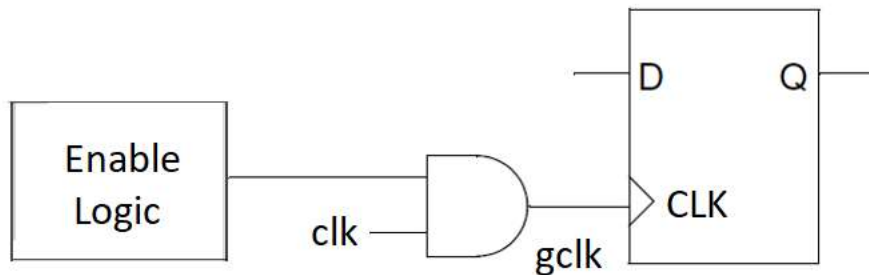 D
Q
Enable
Logic
CLK
clk
gclk